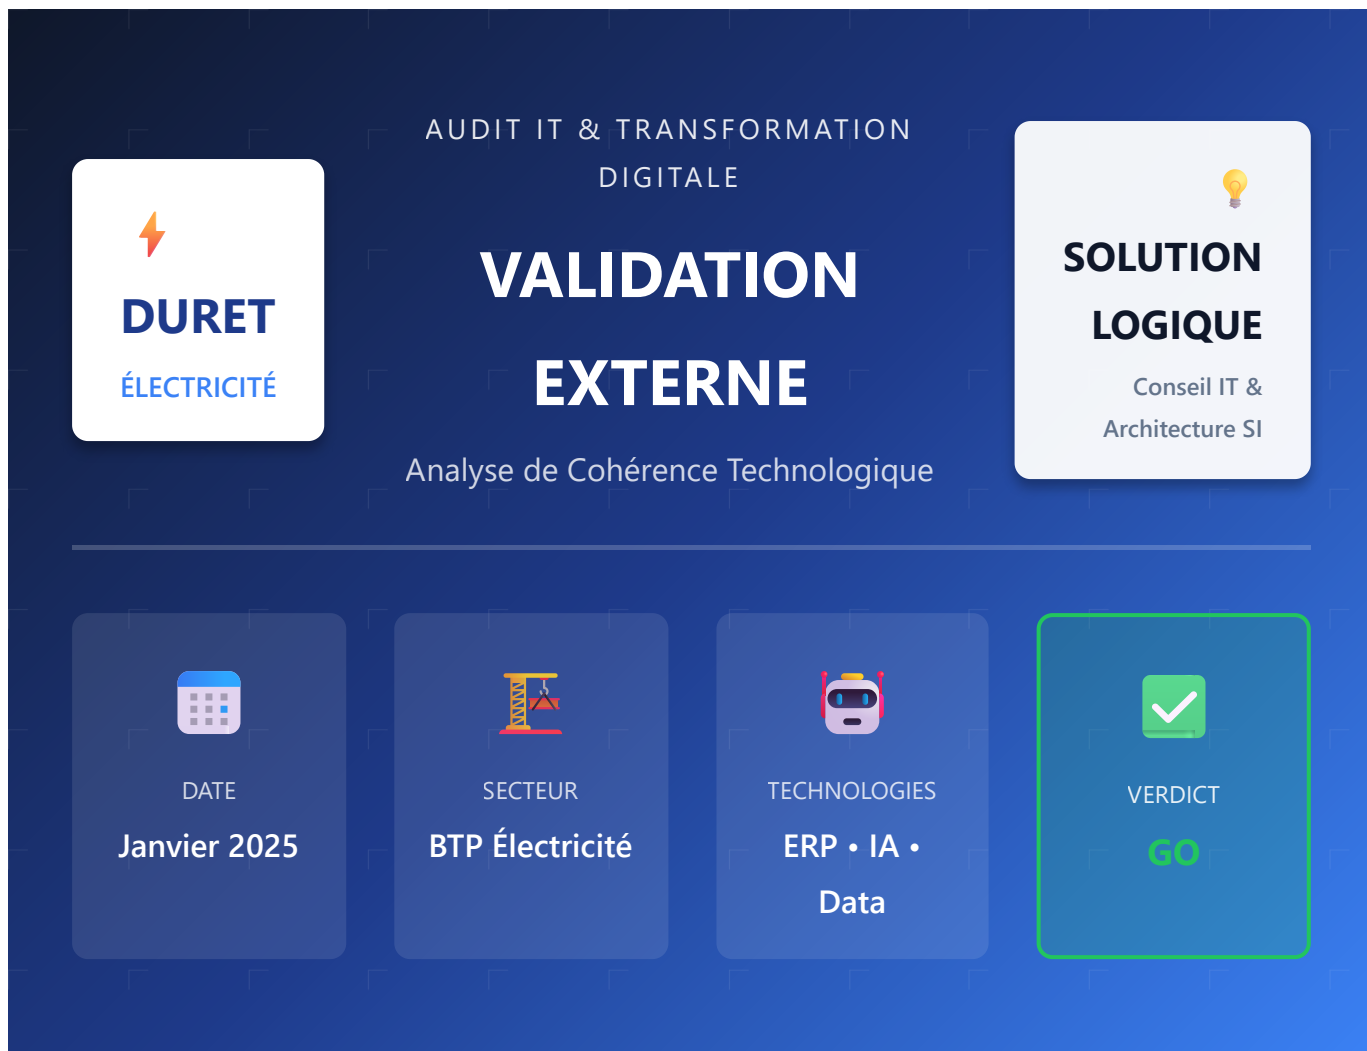 AUDIT IT & TRANSFORMATION
DIGITALE
VALIDATION
EXTERNE
Analyse de Cohérence Technologique
DURET
ÉLECTRICITÉ
SOLUTION
LOGIQUE
Conseil IT &
Architecture SI
DATE
Janvier 2025
SECTEUR
BTP Électricité
TECHNOLOGIES
ERP • IA •
Data
VERDICT
GO